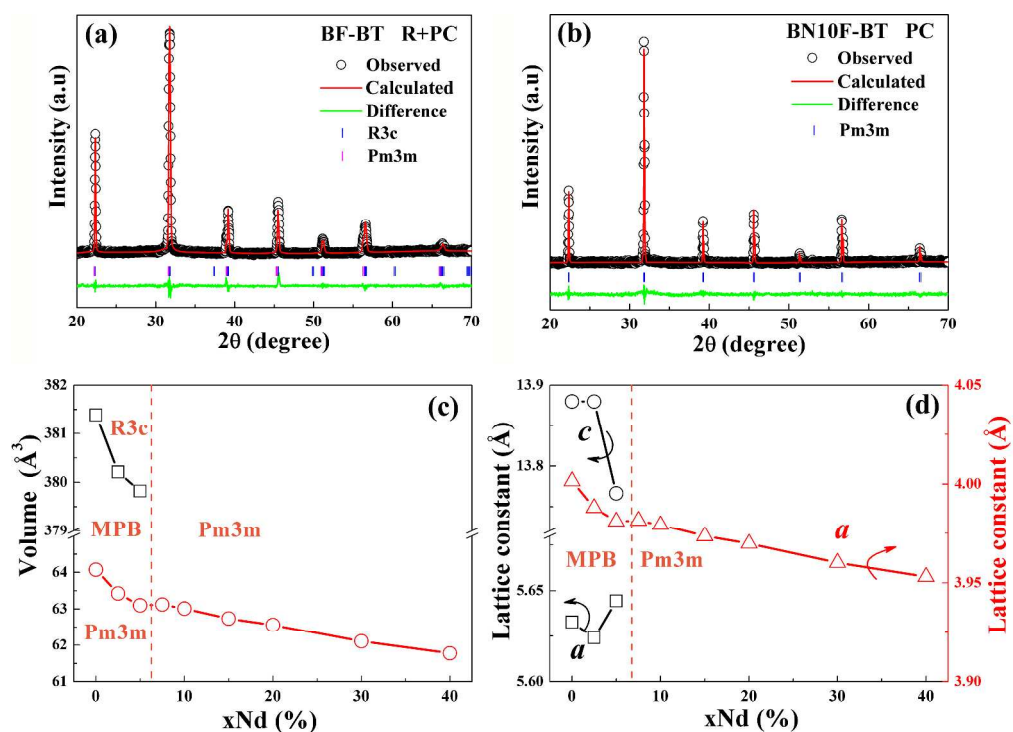 (a)
BF-BT R+PC
Observed
Calculated
Difference
R3c
Pm3m
Intensity (a.u)
20 30 40 50 60 70
2θ (degree)
(b)
BN10F-BT PC
Observed
Calculated
Difference
Pm3m
Intensity (a.u)
20 30 40 50 60 70
2θ (degree)
(c)
382
381
380
379
64
63
62
61
Volume (Å³)
R3c
MPB Pm3m
Pm3m
0 10 20 30 40
xNd (%)
(d)
13.9
13.8
5.65
5.60
Lattice constant (Å)
c
a
MPB Pm3m
a
4.05
4.00
3.95
3.90
Lattice constant (Å)
0 10 20 30 40
xNd (%)